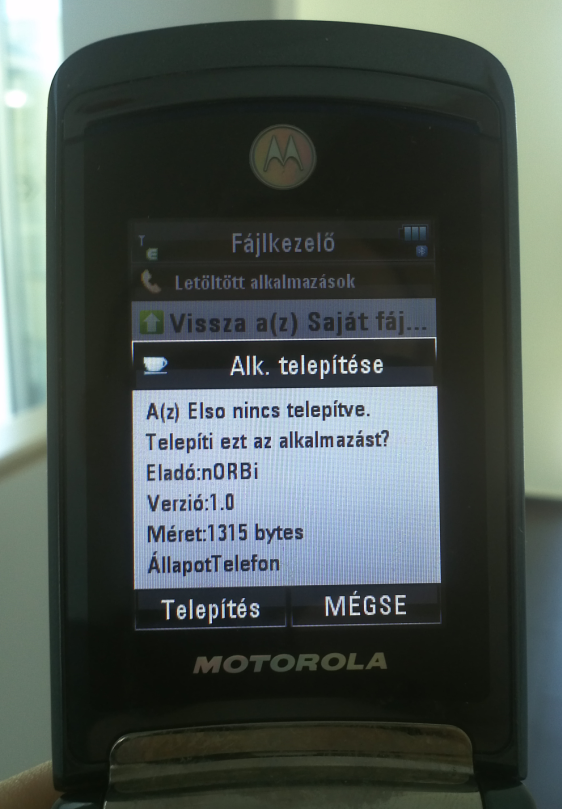 Fájlkezelő
Letöltött alkalmazások
Vissza a(z) Saját fáj...
Alk. telepítése
A(z) Elso nincs telepítve.
Telepíti ezt az alkalmazást?
Eladó:nORBi
Verzió:1.0
Méret:1315 bytes
ÁllapotTelefon
Telepítés MÉGSE
MOTOROLA